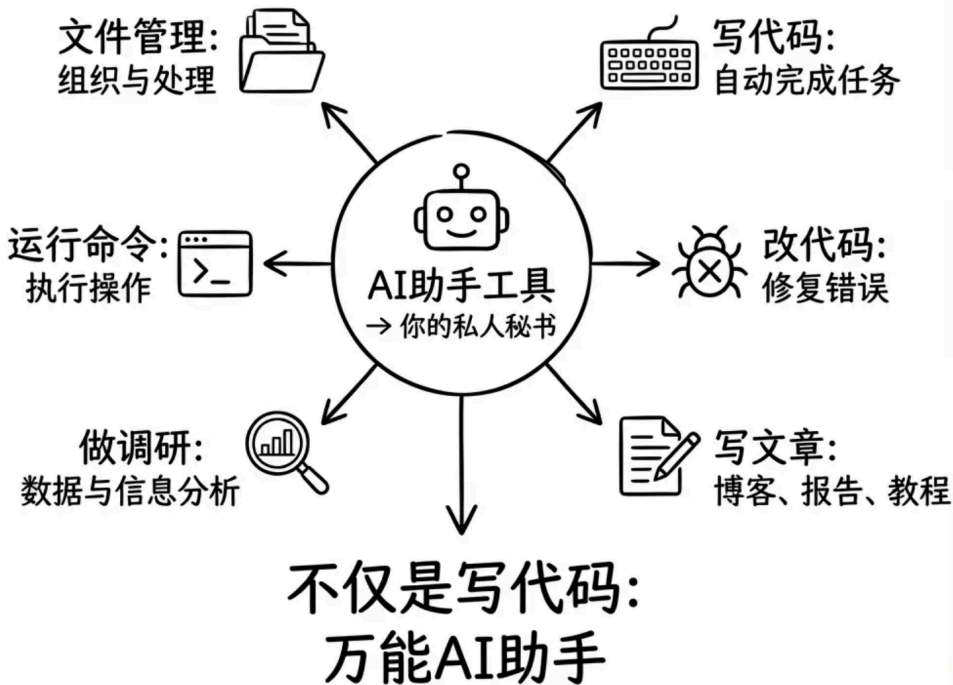 文件管理:
组织与处理
写代码:
自动完成任务
运行命令:
执行操作
AI助手工具
→ 你的私人秘书
改代码:
修复错误
做调研:
数据与信息分析
写文章:
博客、报告、教程
不仅是写代码:
万能AI助手